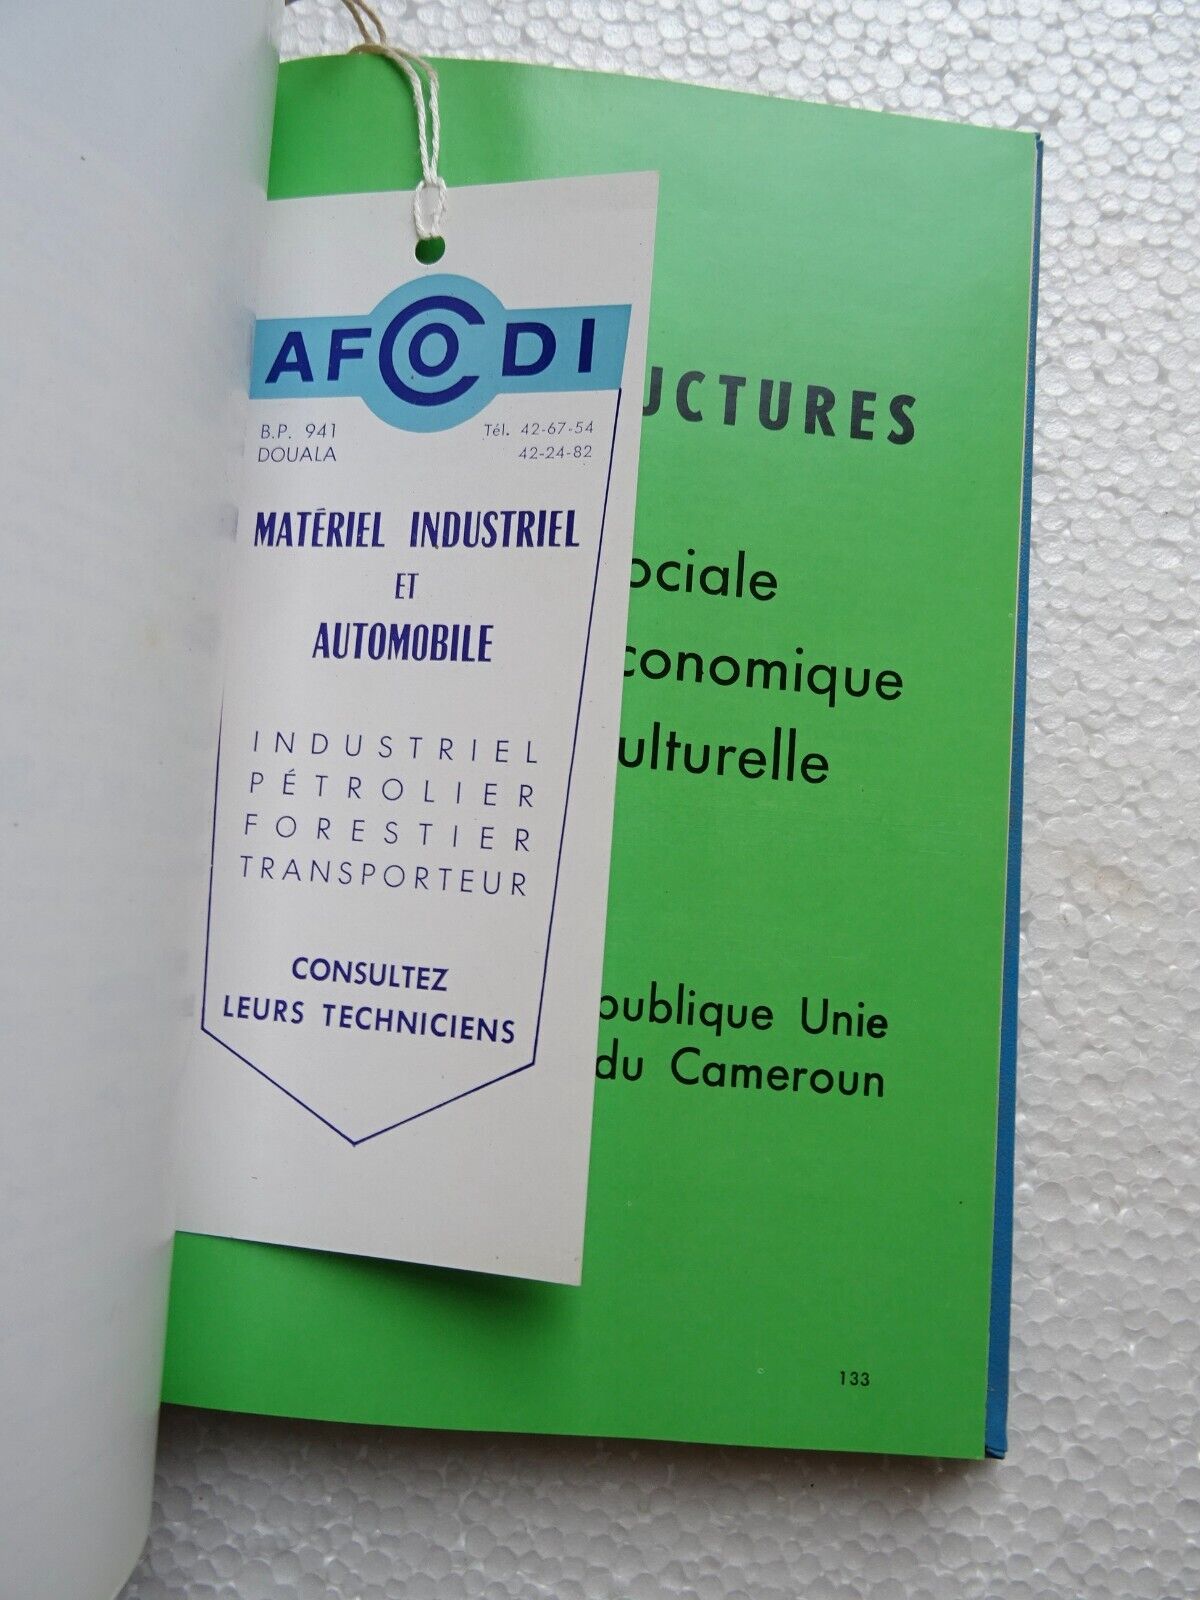 AFCODI
B.P. 941
DOUALA
Tél. 42-67-54
42-24-82
MATÉRIEL INDUSTRIEL
ET
AUTOMOBILE
INDUSTRIEL
PÉTROLIER
FORESTIER
TRANSPORTEUR
CONSULTEZ
LEURS TECHNICIENS
UCTURES
ociale
conomique
ulturelle
publique Unie
du Cameroun
133